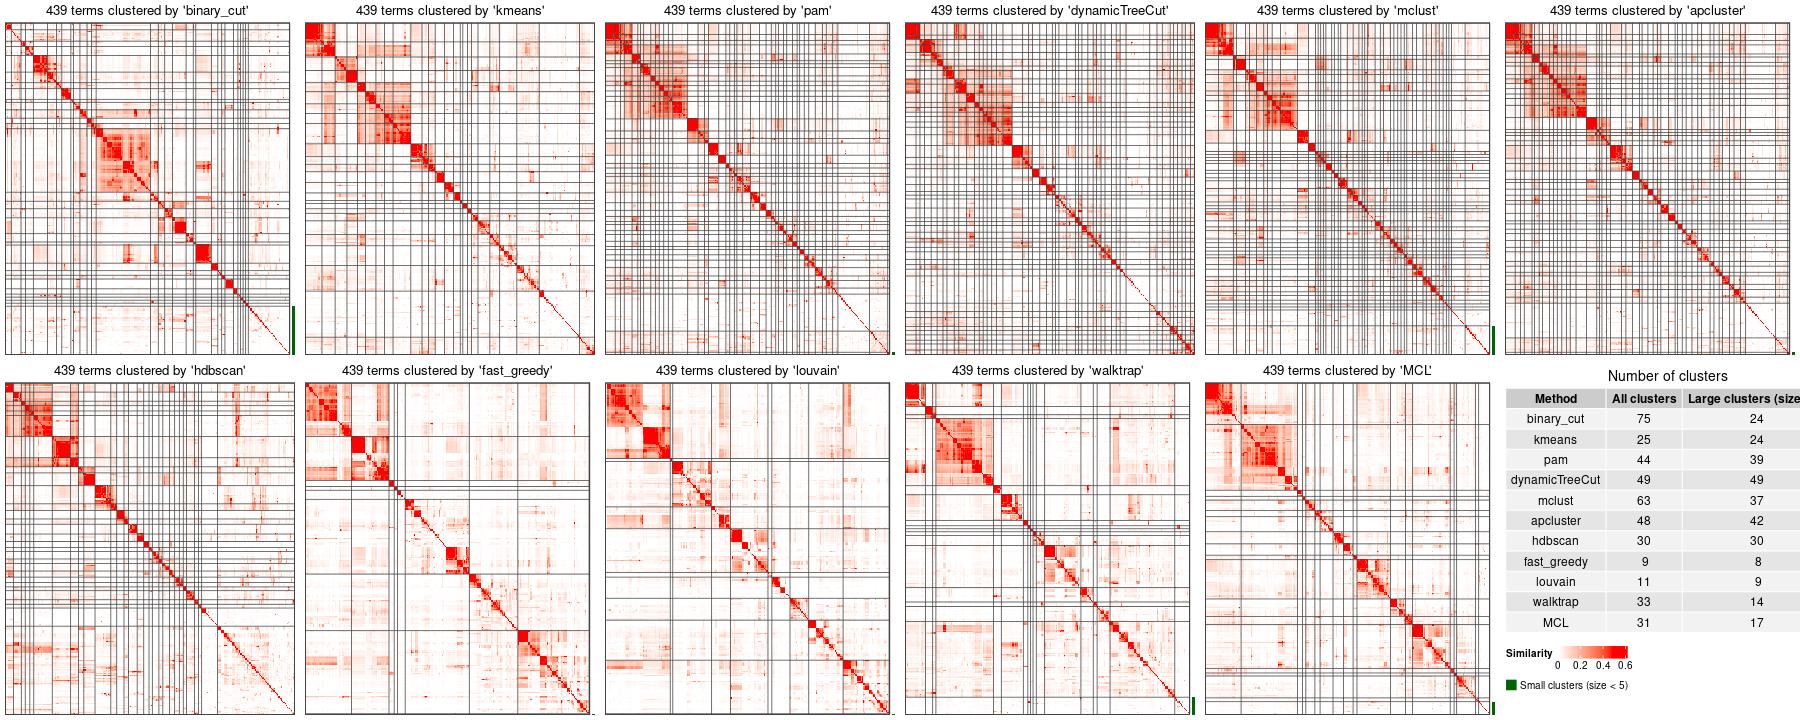 439 terms clustered by 'binary_cut'
439 terms clustered by 'kmeans'
439 terms clustered by 'pam'
439 terms clustered by 'dynamicTreeCut'
439 terms clustered by 'mclust'
439 terms clustered by 'apcluster'
439 terms clustered by 'hdbscan'
439 terms clustered by 'fast_greedy'
439 terms clustered by 'louvain'
439 terms clustered by 'walktrap'
439 terms clustered by 'MCL'
Number of clusters
Method All clusters Large clusters (size
binary_cut 75 24
kmeans 25 24
pam 44 39
dynamicTreeCut 49 49
mclust 63 37
apcluster 48 42
hdbscan 30 30
fast_greedy 9 8
louvain 11 9
walktrap 33 14
MCL 31 17
Similarity
0 0.2 0.4 0.6
Small clusters (size < 5)